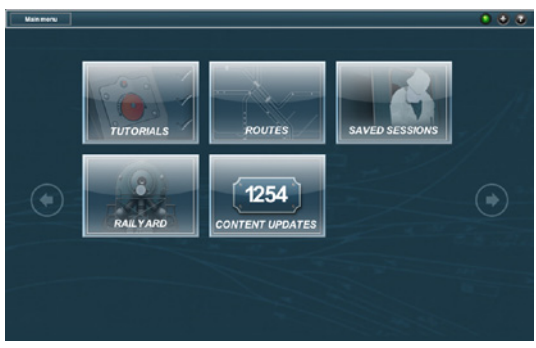 Main menu
TUTORIALS
ROUTES
SAVED SESSIONS
RAILYARD
1254
CONTENT UPDATES